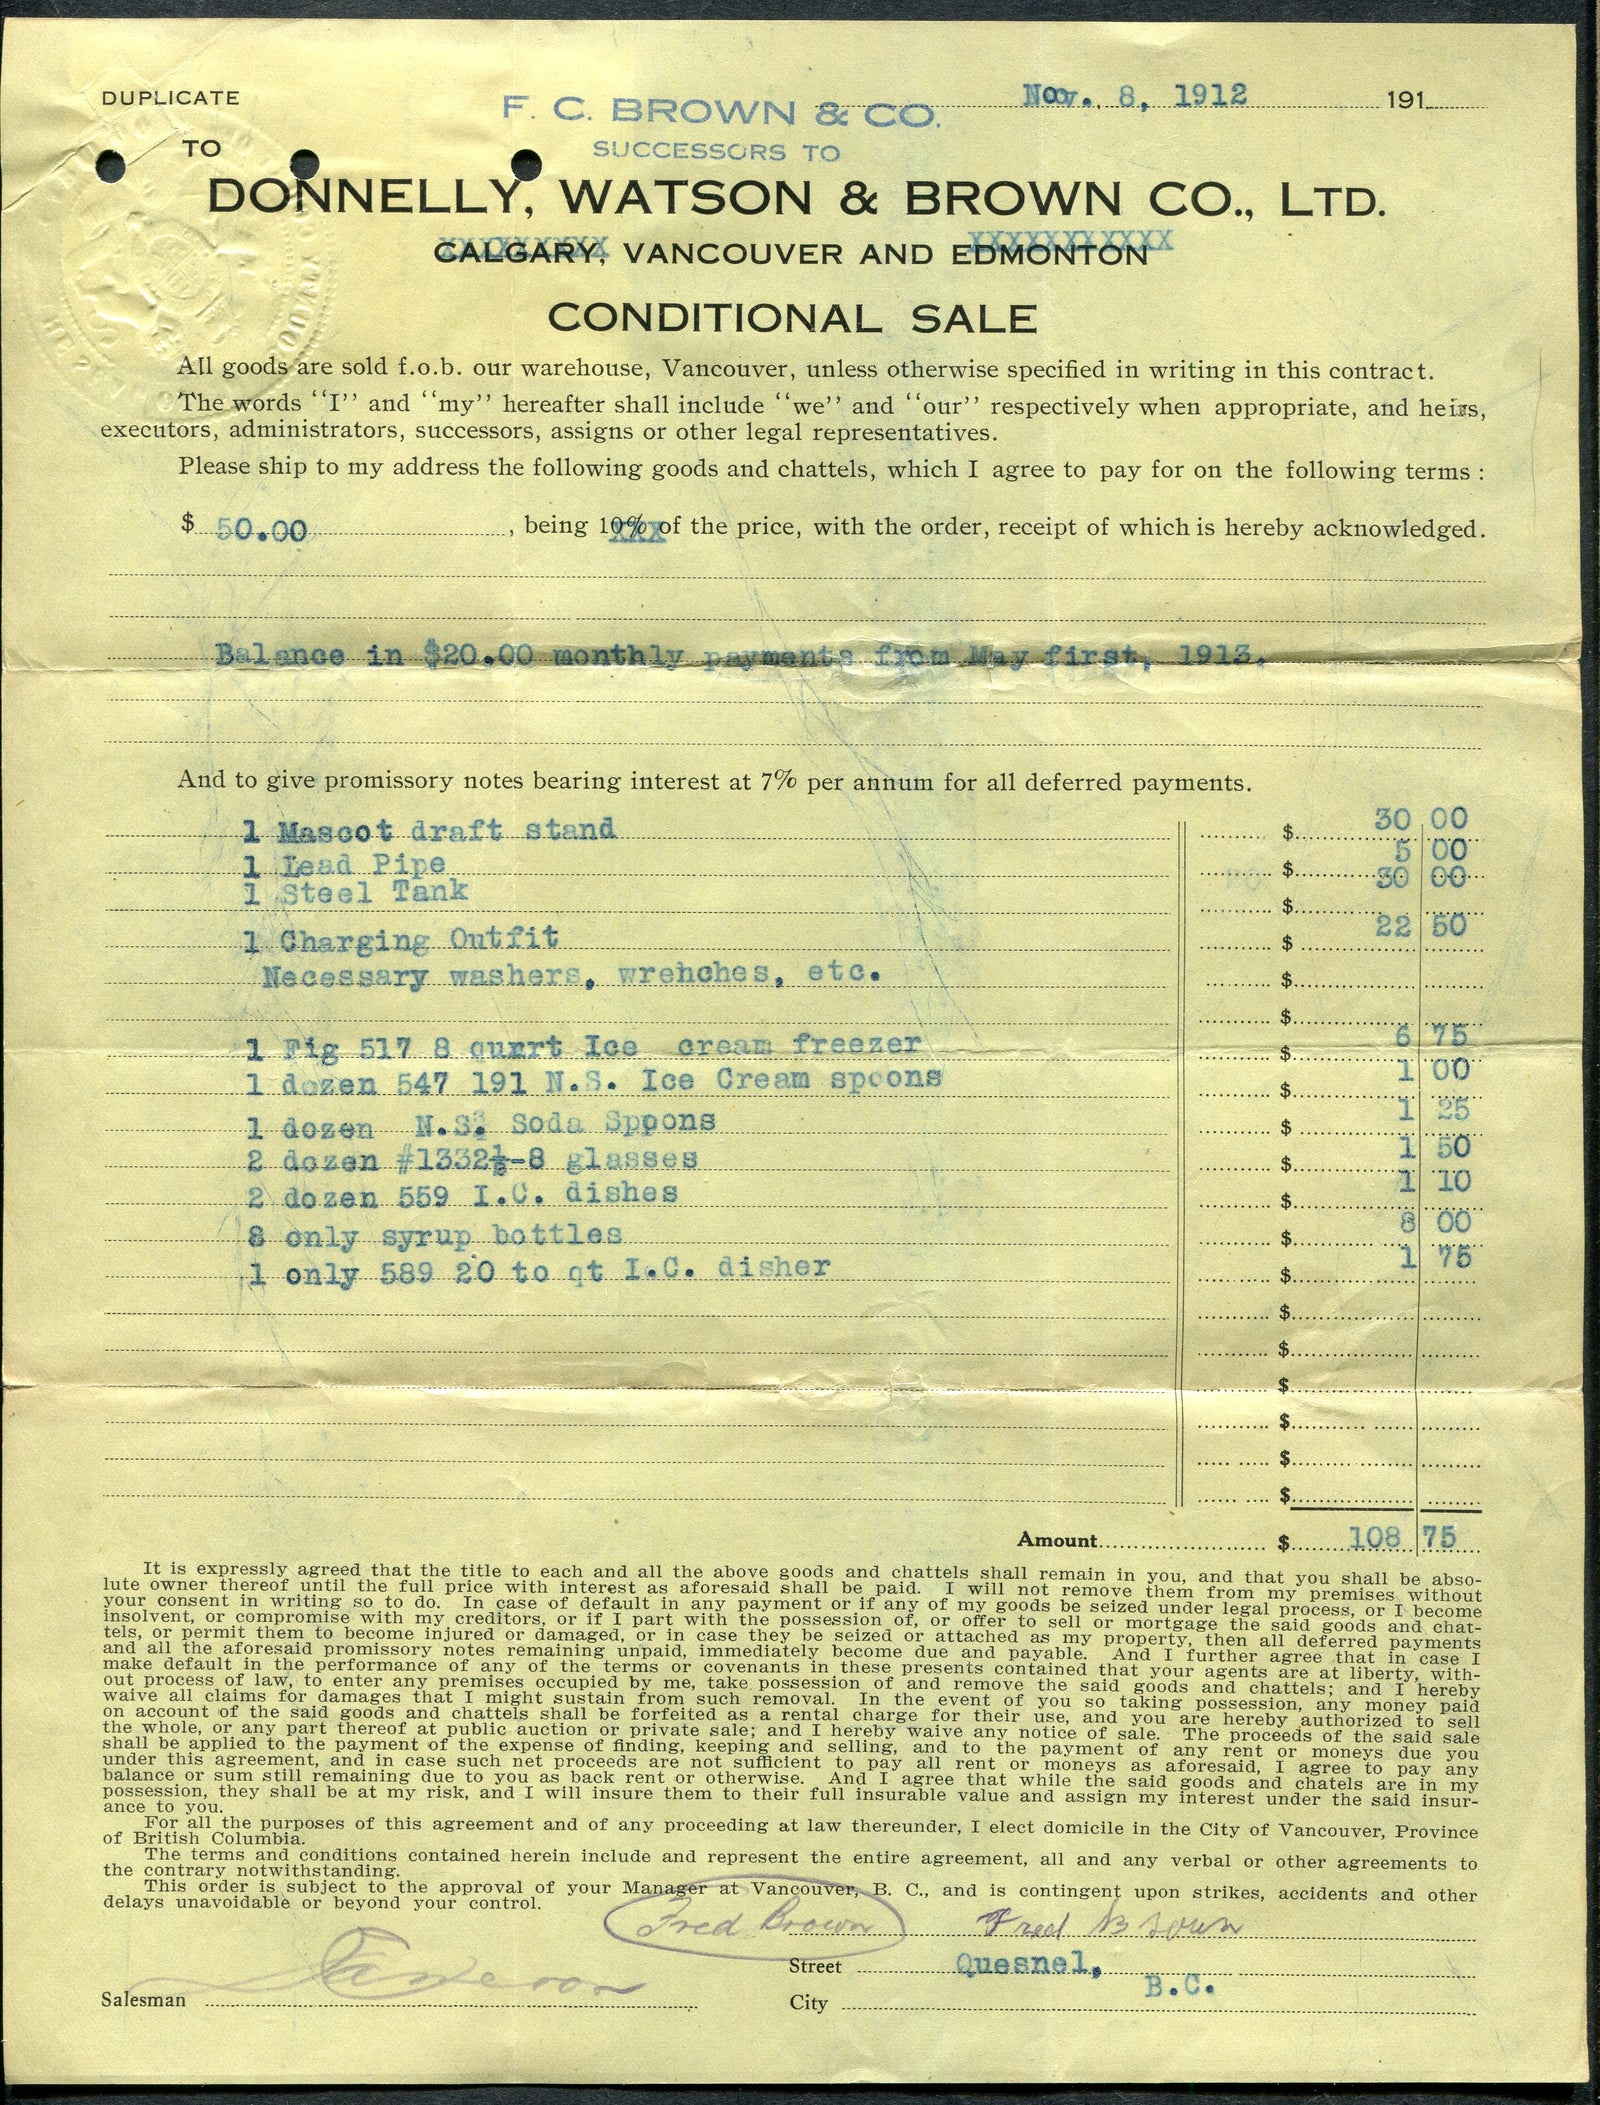 DUPLICATE
F. C. BROWN & CO.
Nov. 8, 1912 191
TO
SUCCESSORS TO
DONNELLY, WATSON & BROWN CO., LTD.
CALGARY, VANCOUVER AND EDMONTON
CONDITIONAL SALE
All goods are sold f.o.b. our warehouse, Vancouver, unless otherwise specified in writing in this contract.
The words "I" and "my" hereafter shall include "we" and "our" respectively when appropriate, and heirs,
executors, administrators, successors, assigns or other legal representatives.
Please ship to my address the following goods and chattels, which I agree to pay for on the following terms :
$ 50.00, being 10% of the price, with the order, receipt of which is hereby acknowledged.
Balance in $20.00 monthly payments from May first, 1913.
And to give promissory notes bearing interest at 7% per annum for all deferred payments.
1 Mascot draft stand $ 30 00
1 Lead Pipe $ 5 00
1 Steel Tank $ 30 00
1 Charging Outfit $ 22 50
Necessary washers, wrehches, etc. $
$
1 Fig 517 8 quart Ice cream freezer $ 6 75
1 dozen 547 191 N.S. Ice Cream spoons $ 1 00
1 dozen N.S. Soda Sppons $ 1 25
2 dozen #1332½-8 glasses $ 1 50
2 dozen 559 I.C. dishes $ 1 10
8 only syrup bottles $ 8 00
1 only 589 20 to qt I.C. disher $ 1 75
$
$
$
$
$
$
Amount $ 108 75
It is expressly agreed that the title to each and all the above goods and chattels shall remain in you, and that you shall be abso-
lute owner thereof until the full price with interest as aforesaid shall be paid. I will not remove them from my premises without
your consent in writing so to do. In case of default in any payment or if any of my goods be seized under legal process, or I become
insolvent, or compromise with my creditors, or if I part with the possession of, or offer to sell or mortgage the said goods and chat-
tels, or permit them to become injured or damaged, or in case they be seized or attached as my property, then all deferred payments
and all the aforesaid promissory notes remaining unpaid, immediately become due and payable. And I further agree that in case I
make default in the performance of any of the terms or covenants in these presents contained that your agents are at liberty, with-
out process of law, to enter any premises occupied by me, take possession of and remove the said goods and chattels; and I hereby
waive all claims for damages that I might sustain from such removal. In the event of you so taking possession, any money paid
on account of the said goods and chattels shall be forfeited as a rental charge for their use, and you are hereby authorized to sell
the whole, or any part thereof at public auction or private sale; and I hereby waive any notice of sale. The proceeds of the said sale
shall be applied to the payment of the expense of finding, keeping and selling, and to the payment of any rent or moneys due you
under this agreement, and in case such net proceeds are not sufficient to pay all rent or moneys as aforesaid, I agree to pay any
balance or sum still remaining due to you as back rent or otherwise. And I agree that while the said goods and chatels are in my
possession, they shall be at my risk, and I will insure them to their full insurable value and assign my interest under the said insur-
ance to you.
For all the purposes of this agreement and of any proceeding at law thereunder, I elect domicile in the City of Vancouver, Province
of British Columbia.
The terms and conditions contained herein include and represent the entire agreement, all and any verbal or other agreements to
the contrary notwithstanding.
This order is subject to the approval of your Manager at Vancouver, B. C., and is contingent upon strikes, accidents and other
delays unavoidable or beyond your control.
Fred Brown Fred Brown
Street Quesnel,
B.C.
Salesman
City